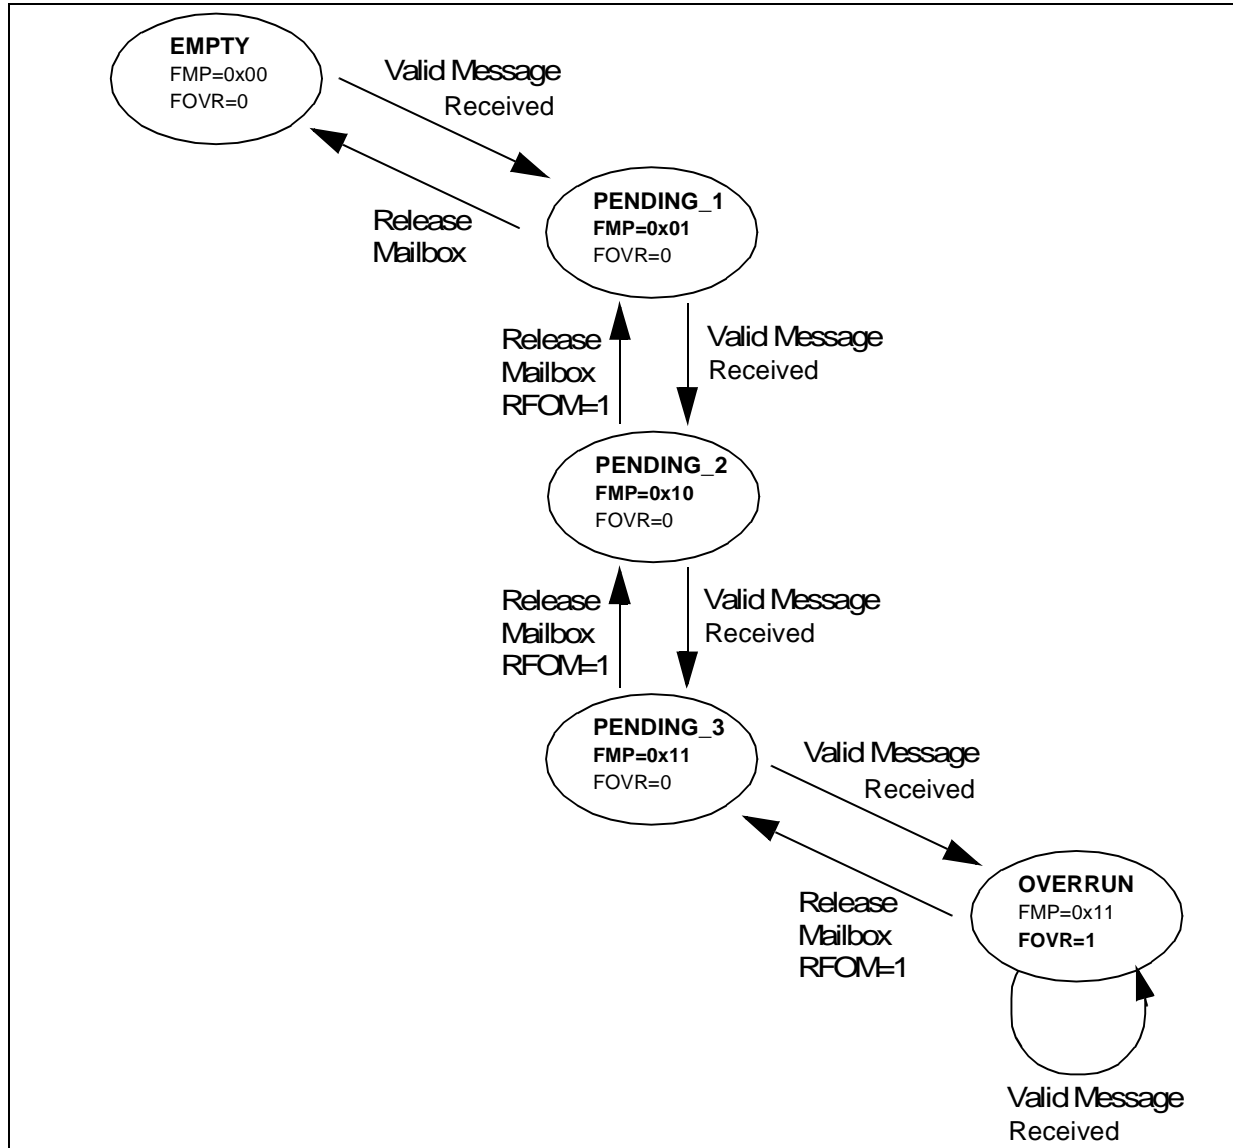 EMPTY
FMP=0x00
FOVR=0
Valid Message
Received
Release
Mailbox
PENDING_1
FMP=0x01
FOVR=0
Release
Mailbox
RFOM=1
Valid Message
Received
PENDING_2
FMP=0x10
FOVR=0
Release
Mailbox
RFOM=1
Valid Message
Received
PENDING_3
FMP=0x11
FOVR=0
Valid Message
Received
Release
Mailbox
RFOM=1
OVERRUN
FMP=0x11
FOVR=1
Valid Message
Received